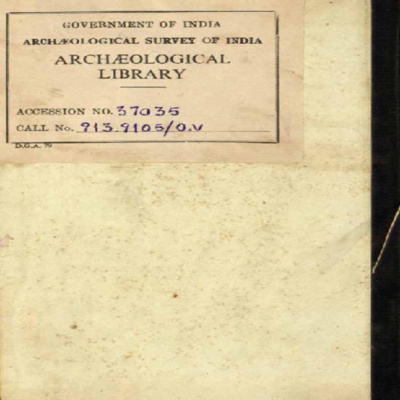 GOVERNMENT OF INDIA
ARCHÆOLOGICAL SURVEY OF INDIA
ARCHÆOLOGICAL
LIBRARY
ACCESSION NO. 37035
CALL No. 913.9105/O.V
D.G.A. 79